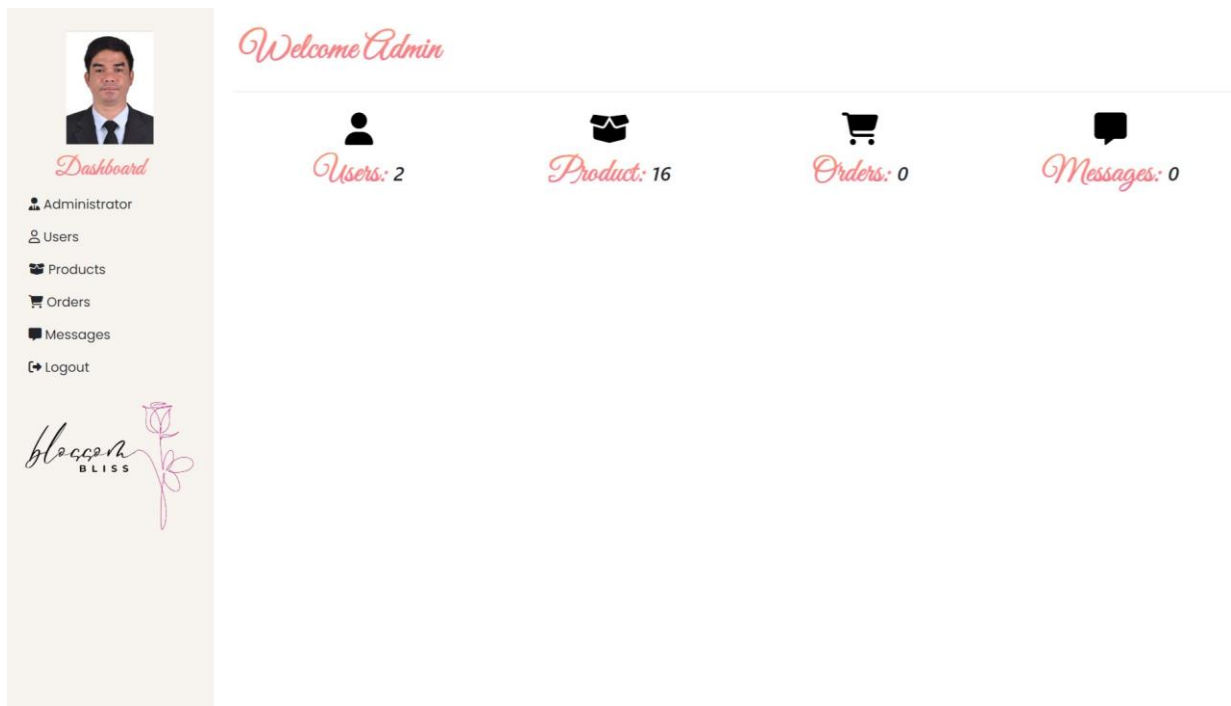 Welcome Admin
Dashboard
Administrator
Users
Products
Orders
Messages
Logout
blossom
BLISS
Users: 2
Product: 16
Orders: 0
Messages: 0